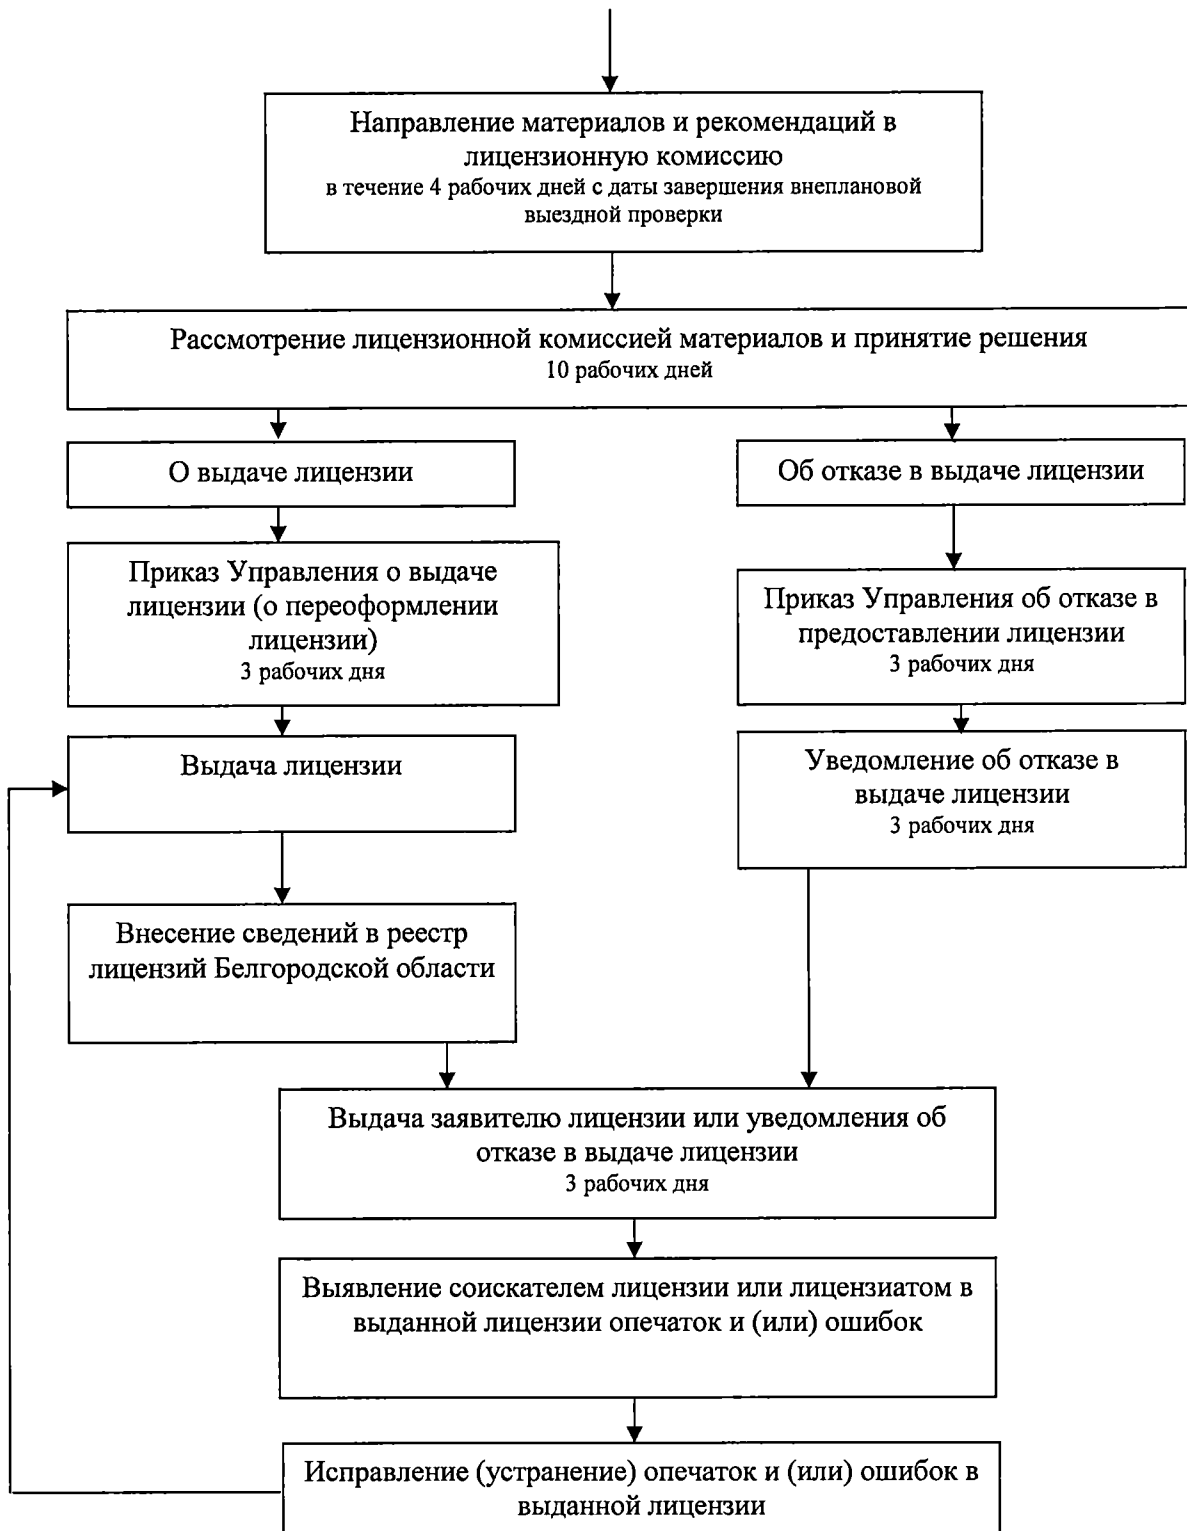 Направление материалов и рекомендаций в
лицензионную комиссию
в течение 4 рабочих дней с даты завершения внеплановой
выездной проверки
Рассмотрение лицензионной комиссией материалов и принятие решения
10 рабочих дней
О выдаче лицензии
Об отказе в выдаче лицензии
Приказ Управления о выдаче
лицензии (о переоформлении
лицензии)
3 рабочих дня
Приказ Управления об отказе в
предоставлении лицензии
3 рабочих дня
Выдача лицензии
Уведомление об отказе в
выдаче лицензии
3 рабочих дня
Внесение сведений в реестр
лицензий Белгородской области
Выдача заявителю лицензии или уведомления об
отказе в выдаче лицензии
3 рабочих дня
Выявление соискателем лицензии или лицензиатом в
выданной лицензии опечаток и (или) ошибок
Исправление (устранение) опечаток и (или) ошибок в
выданной лицензии